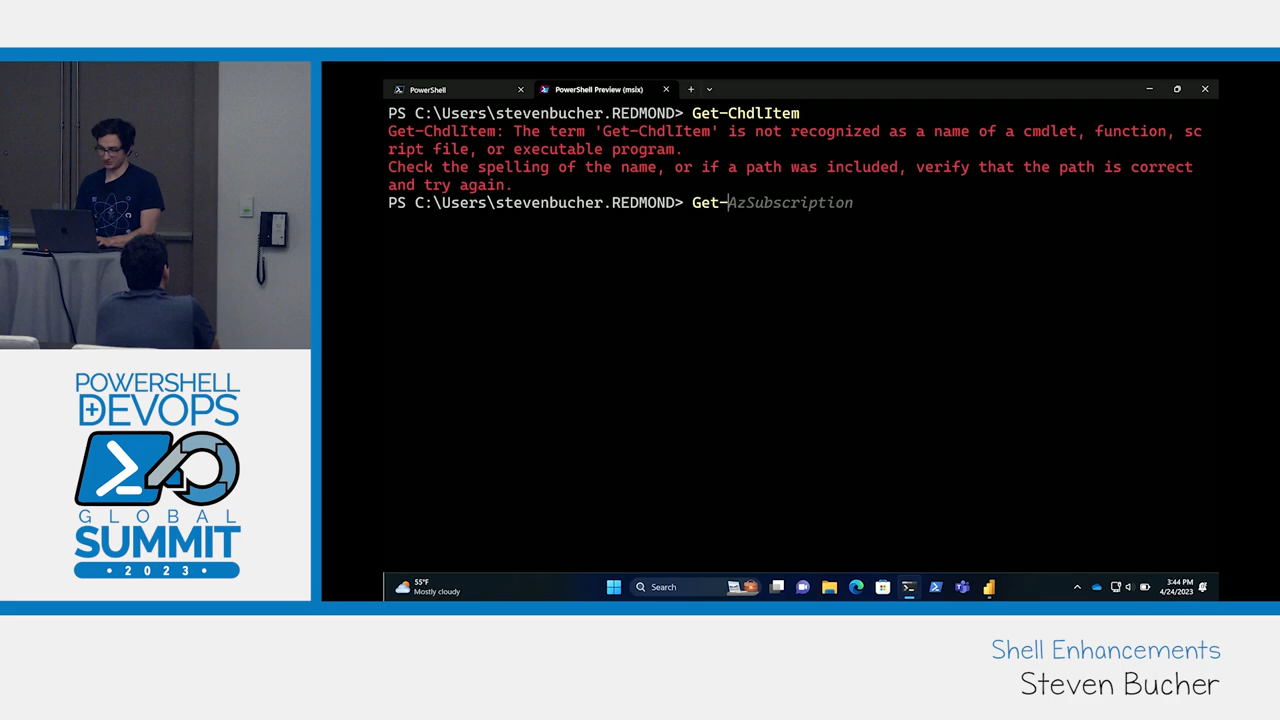 PowerShell
PowerShell Preview (msix)
PS C:\Users\stevenbucher.REDMOND> Get-ChdlItem
Get-ChdlItem: The term 'Get-ChdlItem' is not recognized as a name of a cmdlet, function, sc
ript file, or executable program.
Check the spelling of the name, or if a path was included, verify that the path is correct
and try again.
PS C:\Users\stevenbucher.REDMOND> Get-AzSubscription
POWERSHELL
+DEVOPS
GLOBAL
SUMMIT
• 2023 •
55°F
Mostly cloudy
Search
3:44 PM
4/24/2023
Shell Enhancements
Steven Bucher